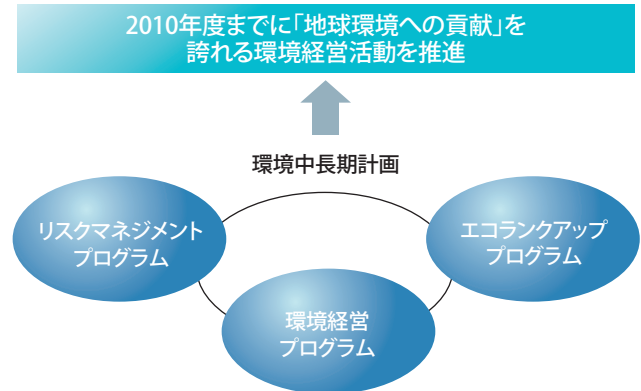 2010年度までに「地球環境への貢献」を
誇れる環境経営活動を推進
環境中長期計画
リスクマネジメント
プログラム
エコランクアップ
プログラム
環境経営
プログラム